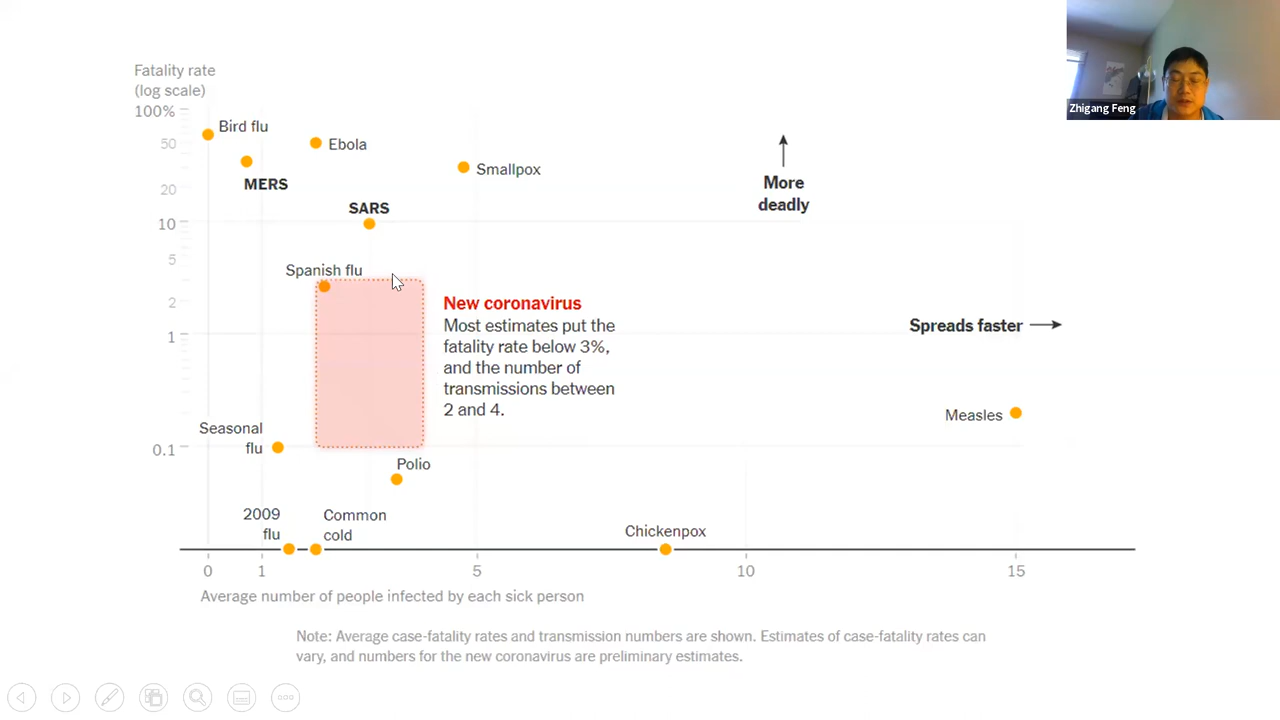 Zhigang Feng
Fatality rate
(log scale)
100%
50
20
10
5
2
1
0.1
Bird flu
MERS
Ebola
SARS
Smallpox
Spanish flu
More
deadly
New coronavirus
Most estimates put the
fatality rate below 3%,
and the number of
transmissions between
2 and 4.
Spreads faster
Measles
Seasonal
flu
Polio
2009
flu
Common
cold
Chickenpox
0
1
5
10
15
Average number of people infected by each sick person
Note: Average case-fatality rates and transmission numbers are shown. Estimates of case-fatality rates can
vary, and numbers for the new coronavirus are preliminary estimates.